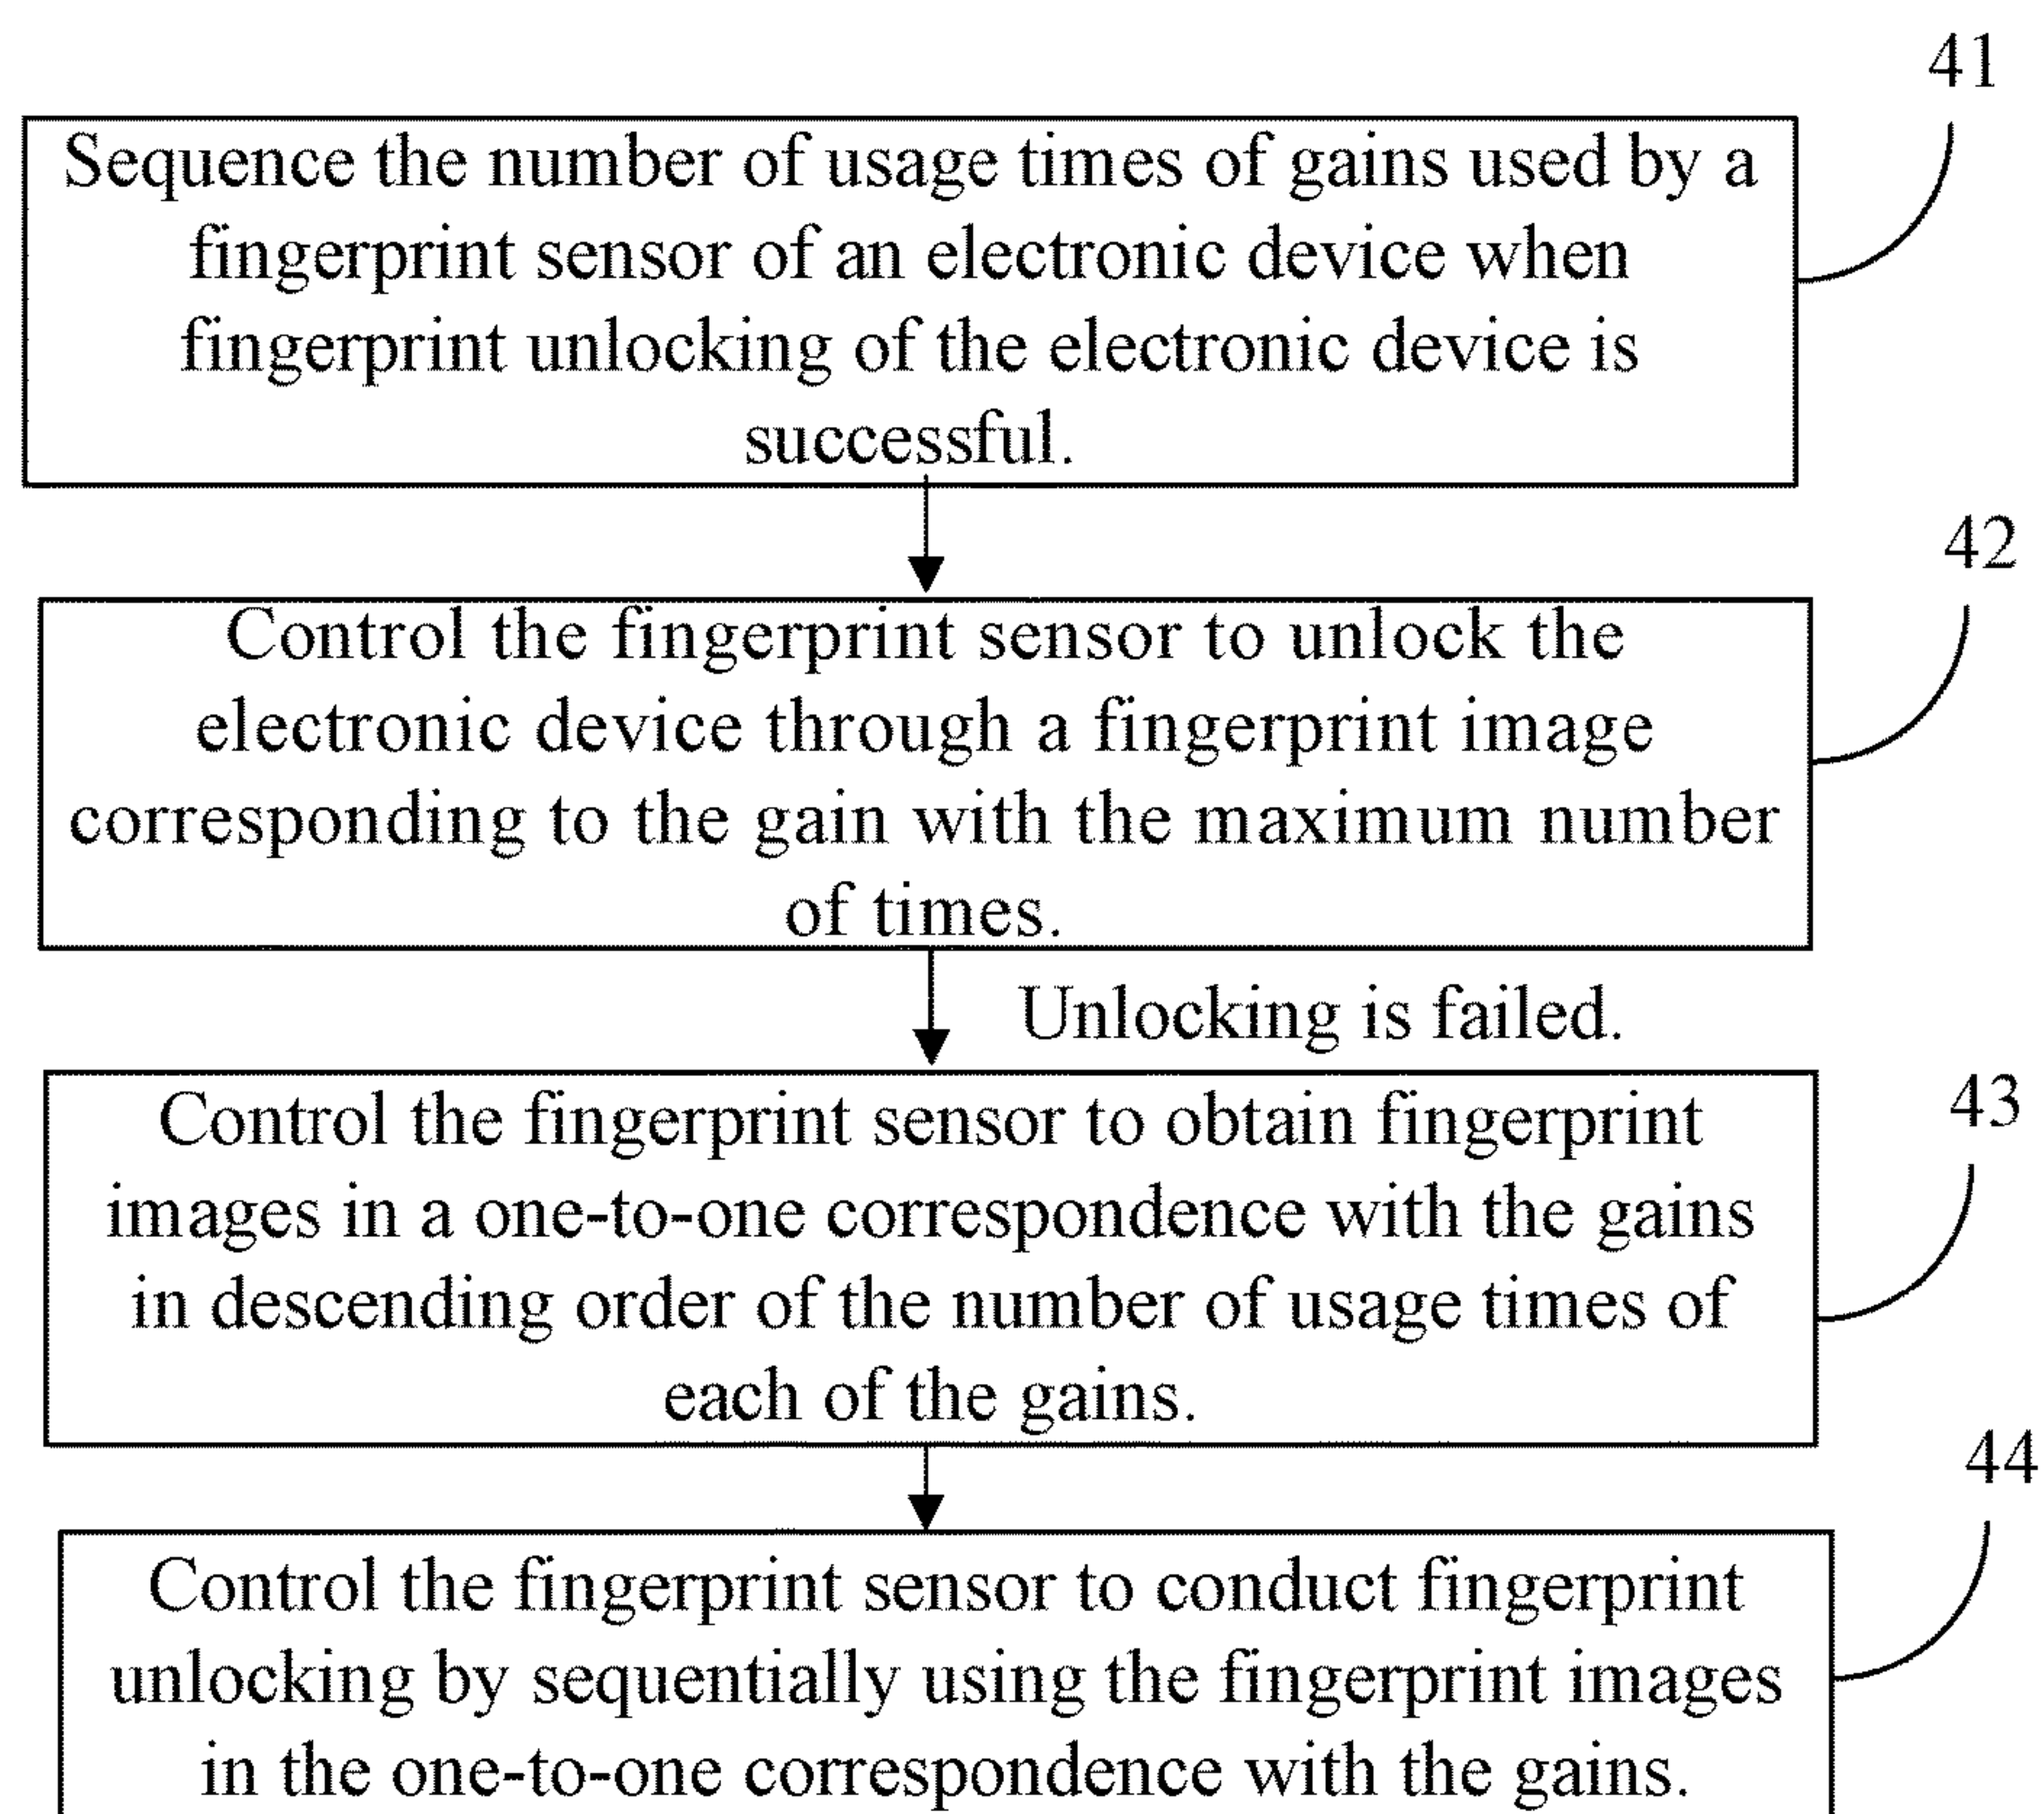 41
Sequence the number of usage times of gains used by a
fingerprint sensor of an electronic device when
fingerprint unlocking of the electronic device is
successful.
42
Control the fingerprint sensor to unlock the
electronic device through a fingerprint image
corresponding to the gain with the maximum number
of times.
Unlocking is failed.
43
Control the fingerprint sensor to obtain fingerprint
images in a one-to-one correspondence with the gains
in descending order of the number of usage times of
each of the gains.
44
Control the fingerprint sensor to conduct fingerprint
unlocking by sequentially using the fingerprint images
in the one-to-one correspondence with the gains.